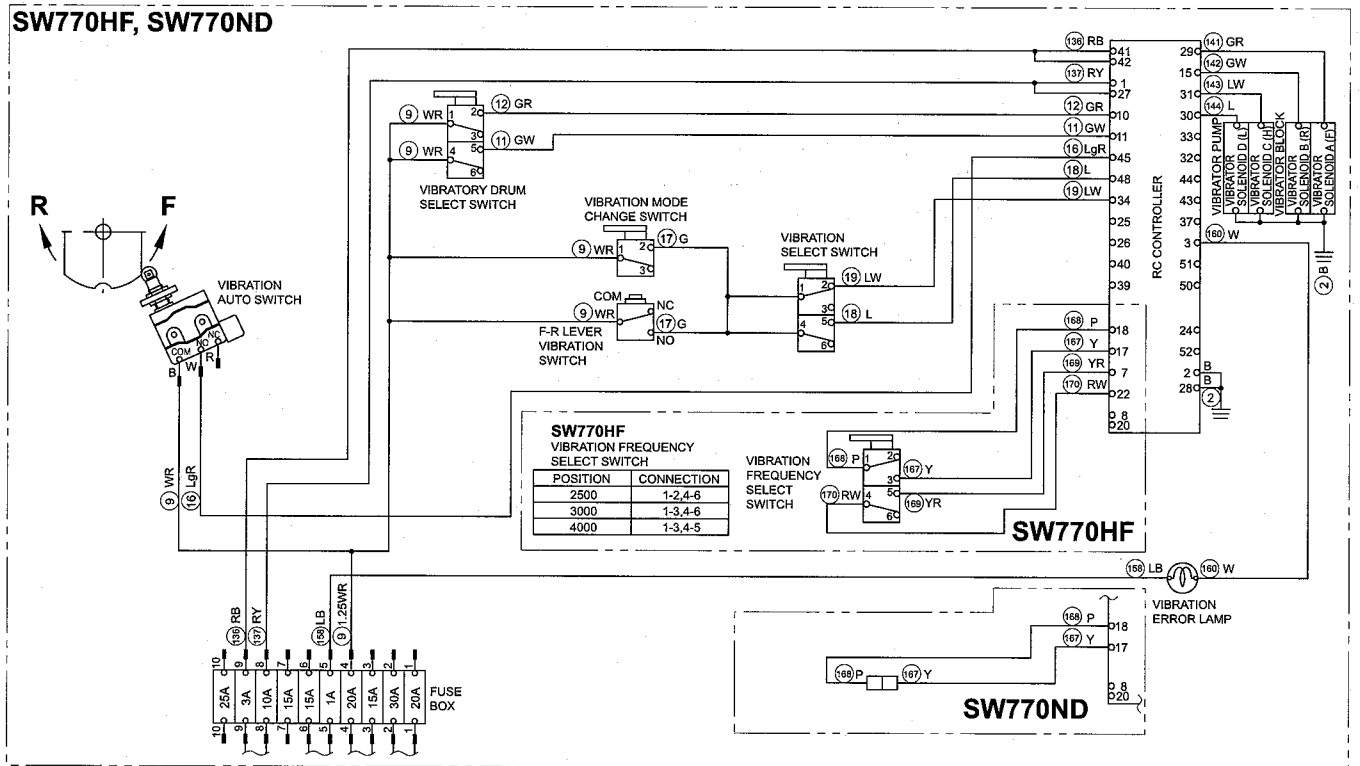 SW770HF, SW770ND
136 RB
41
42
137 RY
1
27
12 GR
10
11 GW
11
16 LgR
45
18 L
48
19 LW
34
25
26
40
39
168 P
18
167 Y
17
169 YR
7
170 RW
22
8
20
RC CONTROLLER
29
15
31
30
33
32
44
43
37
3
51
50
24
52
2
28
141 GR
142 GW
143 LW
144 L
VIBRATOR PUMP
VIBRATOR
SOLENOID D (L)
VIBRATOR
SOLENOID C (H)
VIBRATOR BLOCK
VIBRATOR
SOLENOID B (R)
VIBRATOR
SOLENOID A (F)
160 W
2 B
B
B
2
9 WR
1
2
3
12 GR
9 WR
4
5
6
11 GW
VIBRATORY DRUM
SELECT SWITCH
R
F
VIBRATION
AUTO SWITCH
COM
NO
NC
B
W
R
VIBRATION MODE
CHANGE SWITCH
9 WR
1
2
3
17 G
COM
NC
9 WR
17 G
NO
F-R LEVER
VIBRATION
SWITCH
VIBRATION
SELECT SWITCH
1
2
3
4
5
6
19 LW
18 L
SW770HF
VIBRATION FREQUENCY
SELECT SWITCH
POSITION CONNECTION
2500 1-2,4-6
3000 1-3,4-6
4000 1-3,4-5
VIBRATION
FREQUENCY
SELECT
SWITCH
168 P
1
2
3
167 Y
170 RW
4
5
6
169 YR
SW770HF
9 WR
16 LgR
158 LB
160 W
VIBRATION
ERROR LAMP
136 RB
137 RY
158 LB
9 1.25WR
10 9 8 7 6 5 4 3 2 1
25A 3A 10A 15A 15A 1A 20A 15A 30A 20A
10 9 8 7 6 5 4 3 2 1
FUSE
BOX
168 P
18
167 Y
17
8
20
168 P
167 Y
SW770ND